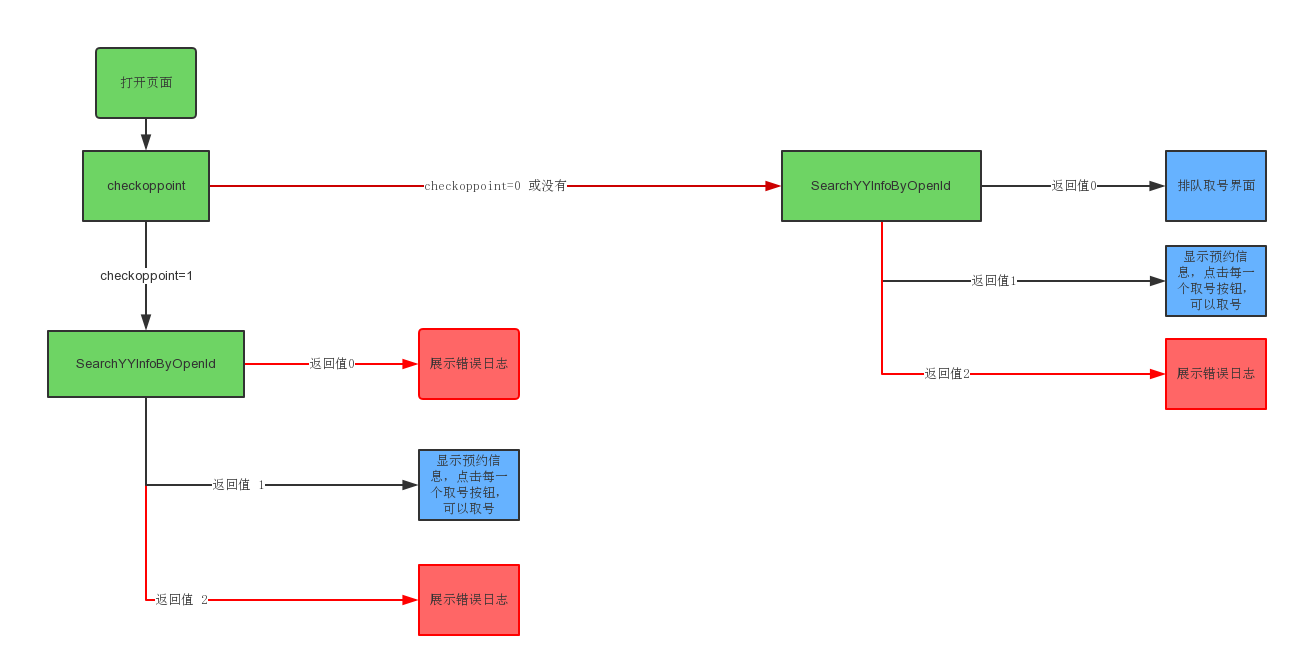 打开页面
checkoppoint
checkoppoint=0 或没有
SearchYYInfoByOpenId
返回值0
排队取号界面
返回值1
显示预约信
息，点击每一
个取号按钮，
可以取号
返回值2
展示错误日志
checkoppoint=1
SearchYYInfoByOpenId
返回值0
展示错误日志
返回值 1
显示预约信
息，点击每一
个取号按钮，
可以取号
返回值 2
展示错误日志